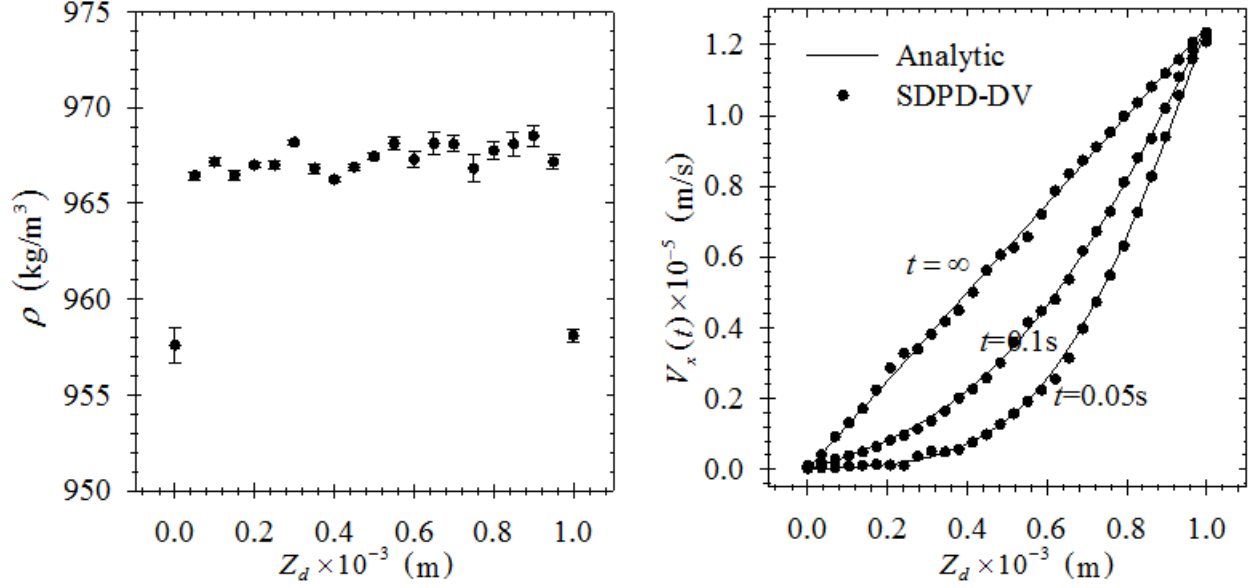 975
970
965
960
955
950
ρ (kg/m³)
0.0 0.2 0.4 0.6 0.8 1.0
Z_d ×10⁻³ (m)
1.2
1.0
0.8
0.6
0.4
0.2
0.0
V_x(t)×10⁻⁵ (m/s)
Analytic
SDPD-DV
t = ∞
t=0.1s
t=0.05s
0.0 0.2 0.4 0.6 0.8 1.0
Z_d ×10⁻³ (m)